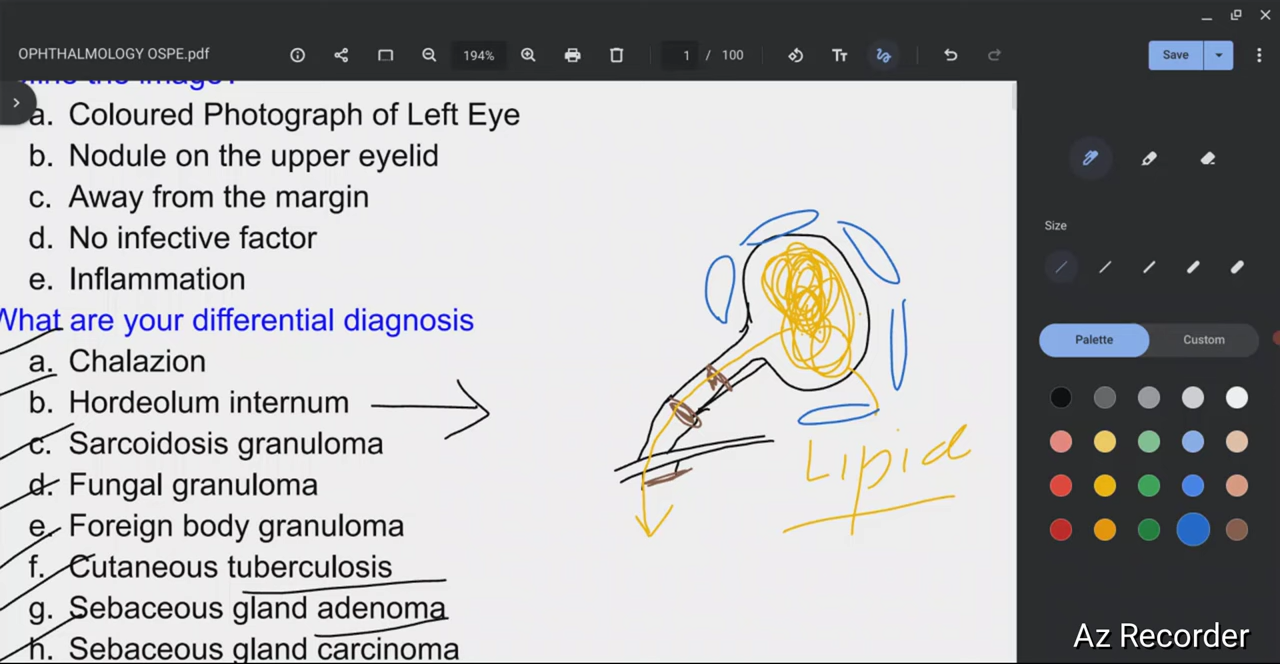 OPHTHALMOLOGY OSPE.pdf
194%
1 / 100
Save
the image?
a. Coloured Photograph of Left Eye
b. Nodule on the upper eyelid
c. Away from the margin
d. No infective factor
e. Inflammation
What are your differential diagnosis
a. Chalazion
b. Hordeolum internum
c. Sarcoidosis granuloma
d. Fungal granuloma
e. Foreign body granuloma
f. Cutaneous tuberculosis
g. Sebaceous gland adenoma
h. Sebaceous gland carcinoma
Lipid
Size
Palette
Custom
Az Recorder